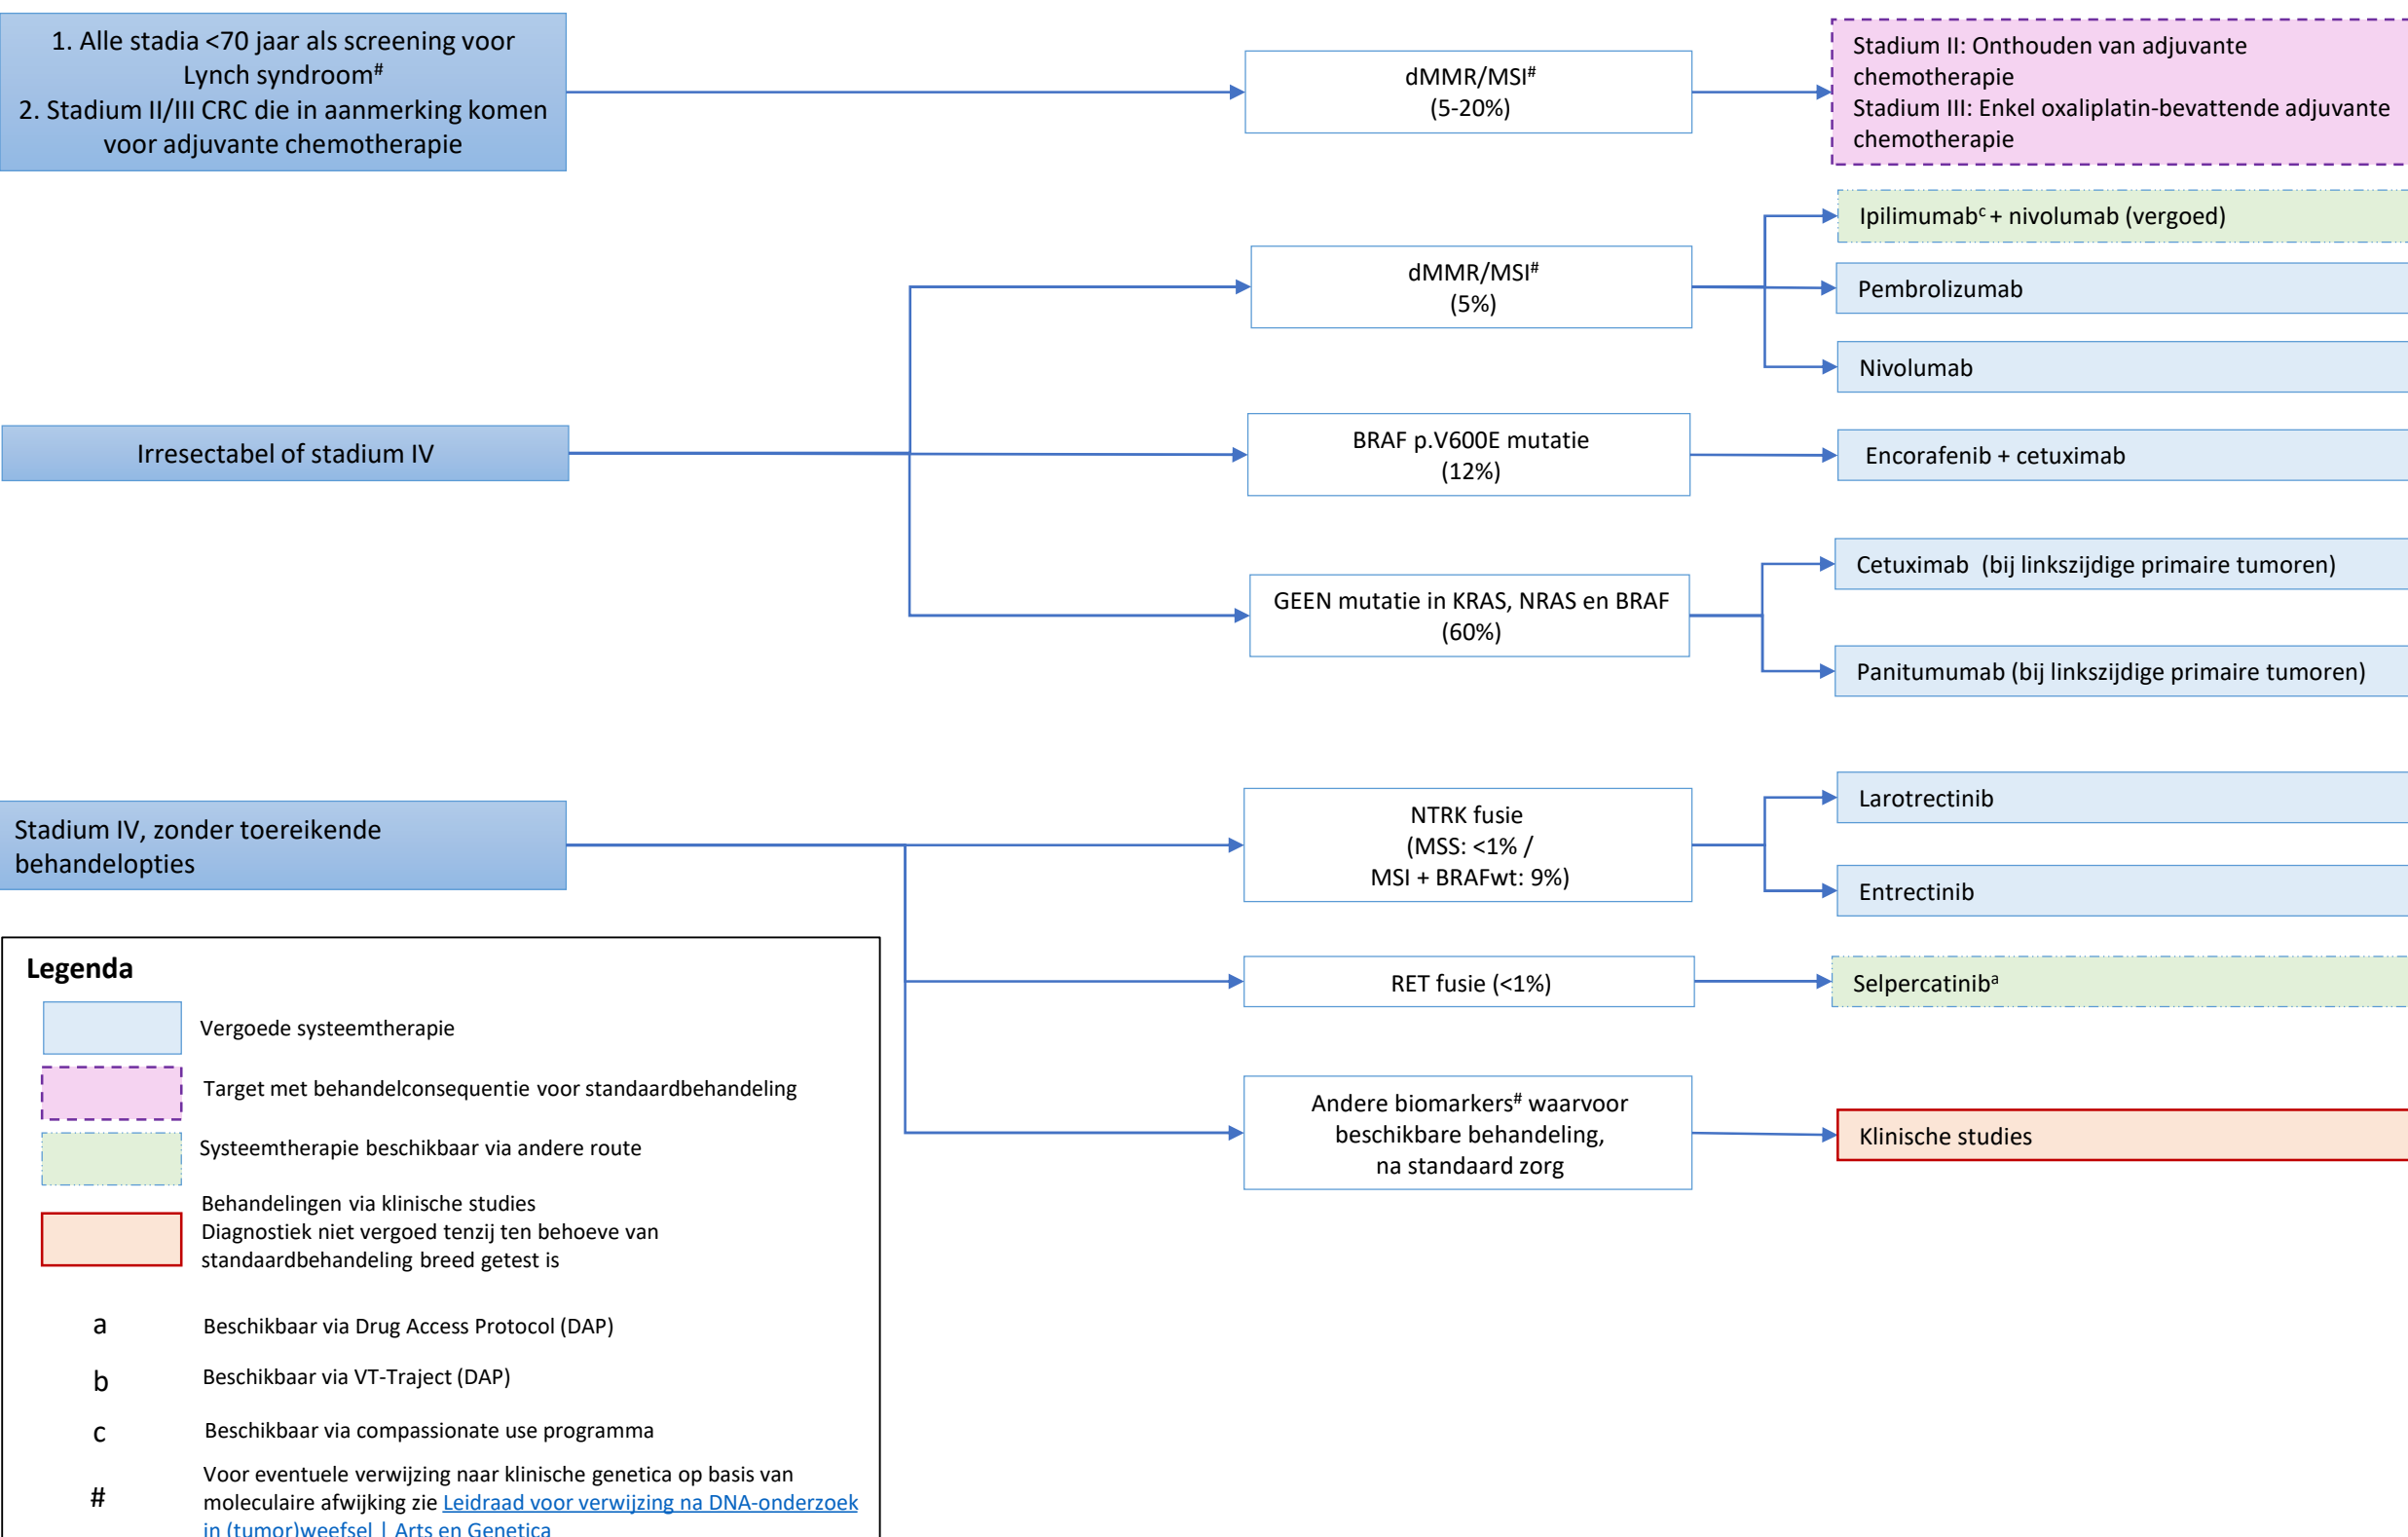 1. Alle stadia <70 jaar als screening voor
Lynch syndroom#
2. Stadium II/III CRC die in aanmerking komen
voor adjuvante chemotherapie
dMMR/MSI#
(5-20%)
Stadium II: Onthouden van adjuvante
chemotherapie
Stadium III: Enkel oxaliplatin-bevattende adjuvante
chemotherapie
Irresectabel of stadium IV
dMMR/MSI#
(5%)
Ipilimumabc + nivolumab (vergoed)
Pembrolizumab
Nivolumab
BRAF p.V600E mutatie
(12%)
Encorafenib + cetuximab
GEEN mutatie in KRAS, NRAS en BRAF
(60%)
Cetuximab (bij linkszijdige primaire tumoren)
Panitumumab (bij linkszijdige primaire tumoren)
Stadium IV, zonder toereikende
behandelopties
NTRK fusie
(MSS: <1% /
MSI + BRAFwt: 9%)
Larotrectinib
Entrectinib
RET fusie (<1%)
Selpercatiniba
Andere biomarkers# waarvoor
beschikbare behandeling,
na standaard zorg
Klinische studies
Legenda
Vergoede systeemtherapie
Target met behandelconsequentie voor standaardbehandeling
Systeemtherapie beschikbaar via andere route
Behandelingen via klinische studies
Diagnostiek niet vergoed tenzij ten behoeve van
standaardbehandeling breed getest is
a Beschikbaar via Drug Access Protocol (DAP)
b Beschikbaar via VT-Traject (DAP)
c Beschikbaar via compassionate use programma
# Voor eventuele verwijzing naar klinische genetica op basis van
moleculaire afwijking zie Leidraad voor verwijzing na DNA-onderzoek
in (tumor)weefsel | Arts en Genetica